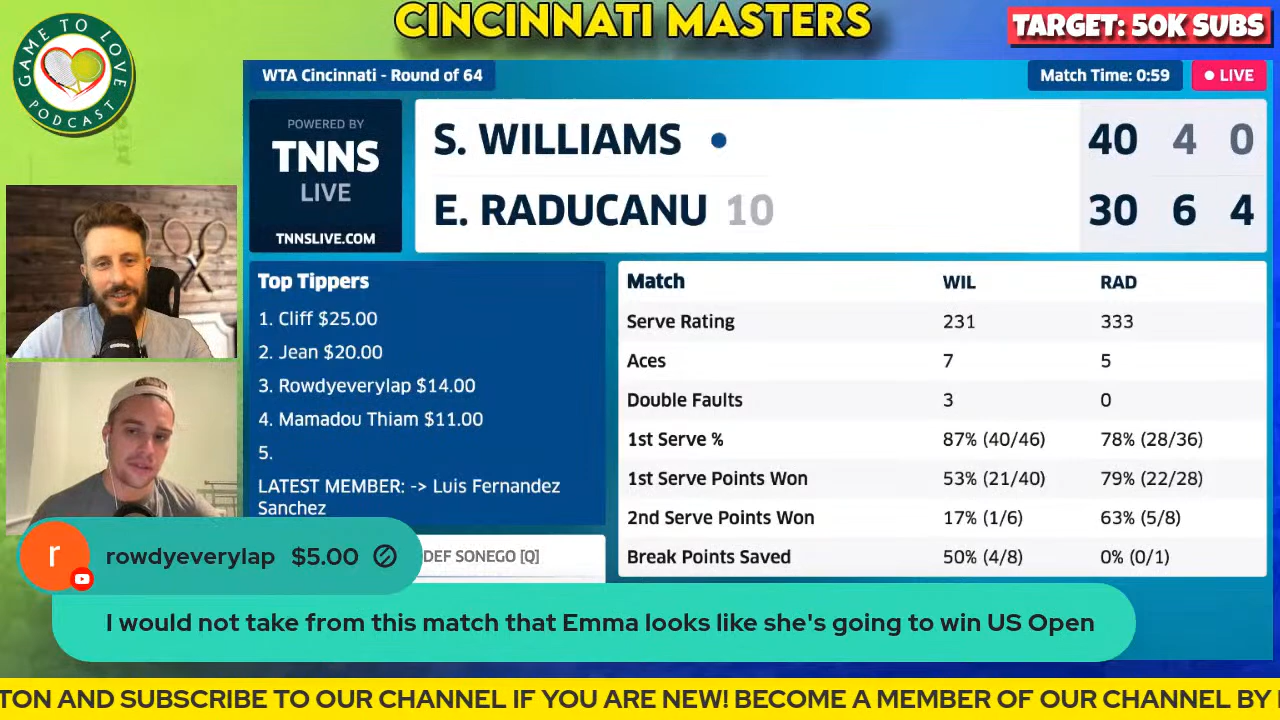 GAME TO LOVE
PODCAST
CINCINNATI MASTERS
TARGET: 50K SUBS
WTA Cincinnati - Round of 64
Match Time: 0:59
LIVE
POWERED BY
TNNS
LIVE
TNNSLIVE.COM
S. WILLIAMS 40 4 0
E. RADUCANU 10 30 6 4
Top Tippers
1. Cliff $25.00
2. Jean $20.00
3. Rowdyeverylap $14.00
4. Mamadou Thiam $11.00
5.
LATEST MEMBER: -> Luis Fernandez
Sanchez
Match WIL RAD
Serve Rating 231 333
Aces 7 5
Double Faults 3 0
1st Serve % 87% (40/46) 78% (28/36)
1st Serve Points Won 53% (21/40) 79% (22/28)
2nd Serve Points Won 17% (1/6) 63% (5/8)
Break Points Saved 50% (4/8) 0% (0/1)
DEF SONEGO [Q]
r
rowdyeverylap $5.00
I would not take from this match that Emma looks like she's going to win US Open
TON AND SUBSCRIBE TO OUR CHANNEL IF YOU ARE NEW! BECOME A MEMBER OF OUR CHANNEL BY